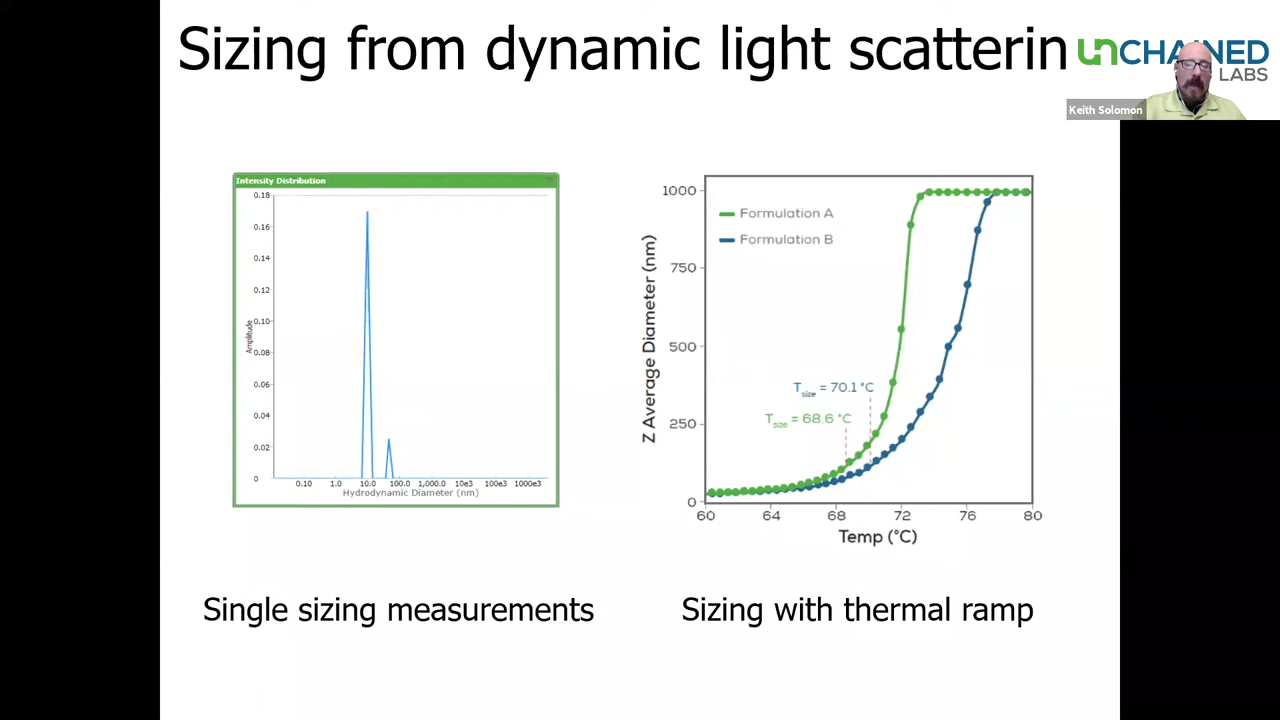 Sizing from dynamic light scatterin
UNCHAINED
LABS
Keith Solomon
Intensity Distribution
0.18
0.16
0.14
0.12
0.10
0.08
0.06
0.04
0.02
0
Amplitude
0.10 1.0 10.0 100.0 1,000.0 10e3 100e3 1000e3
Hydrodynamic Diameter (nm)
Formulation A
Formulation B
1000
750
500
250
0
Z Average Diameter (nm)
Tsize = 70.1 °C
Tsize = 68.6 °C
60 64 68 72 76 80
Temp (°C)
Single sizing measurements
Sizing with thermal ramp